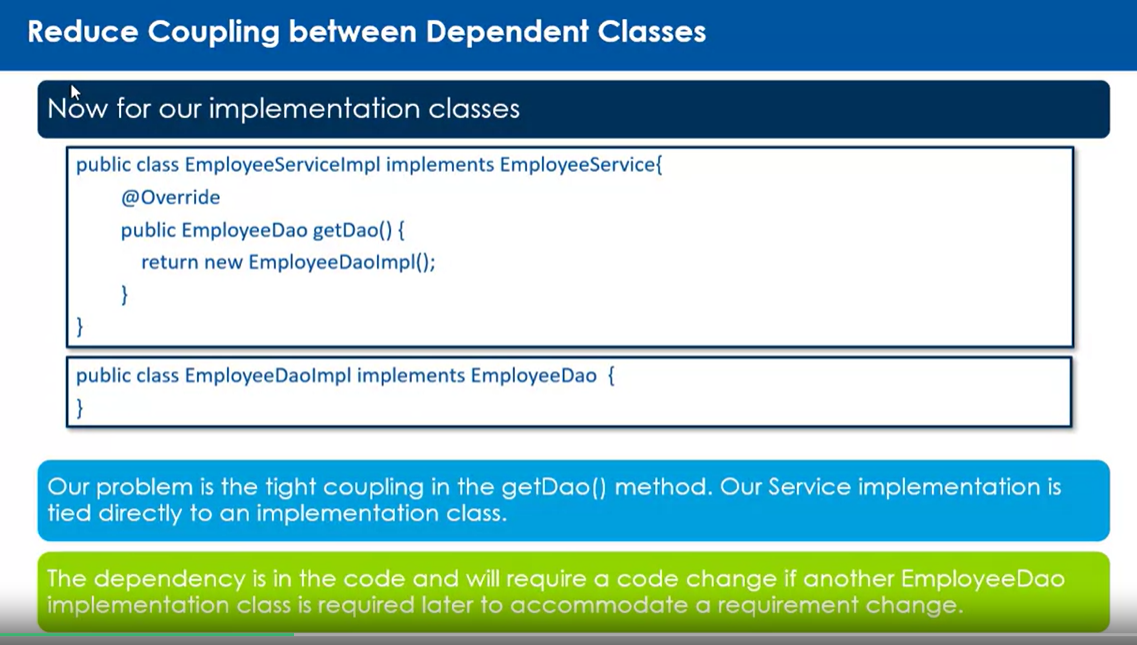 Reduce Coupling between Dependent Classes
Now for our implementation classes
public class EmployeeServiceImpl implements EmployeeService{
@Override
public EmployeeDao getDao() {
return new EmployeeDaoImpl();
}
}
public class EmployeeDaoImpl implements EmployeeDao {
}
Our problem is the tight coupling in the getDao() method. Our Service implementation is
tied directly to an implementation class.
The dependency is in the code and will require a code change if another EmployeeDao
implementation class is required later to accommodate a requirement change.